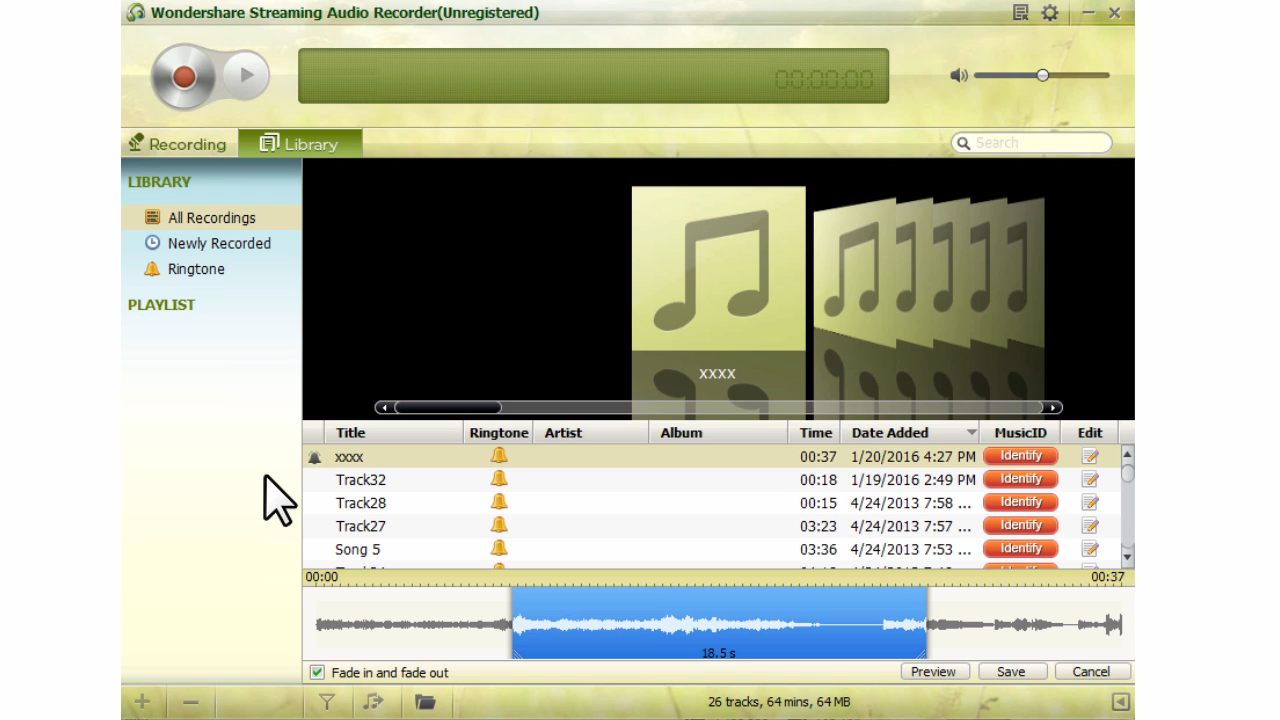 Wondershare Streaming Audio Recorder(Unregistered)
00:00:00
Recording
Library
Search
LIBRARY
All Recordings
Newly Recorded
Ringtone
PLAYLIST
xxxx
Title Ringtone Artist Album Time Date Added MusicID Edit
xxxx 00:37 1/20/2016 4:27 PM Identify
Track32 00:18 1/19/2016 2:49 PM Identify
Track28 00:15 4/24/2013 7:58 ... Identify
Track27 03:23 4/24/2013 7:57 ... Identify
Song 5 03:36 4/24/2013 7:53 ... Identify
00:00 00:37
18.5 s
Fade in and fade out Preview Save Cancel
26 tracks, 64 mins, 64 MB